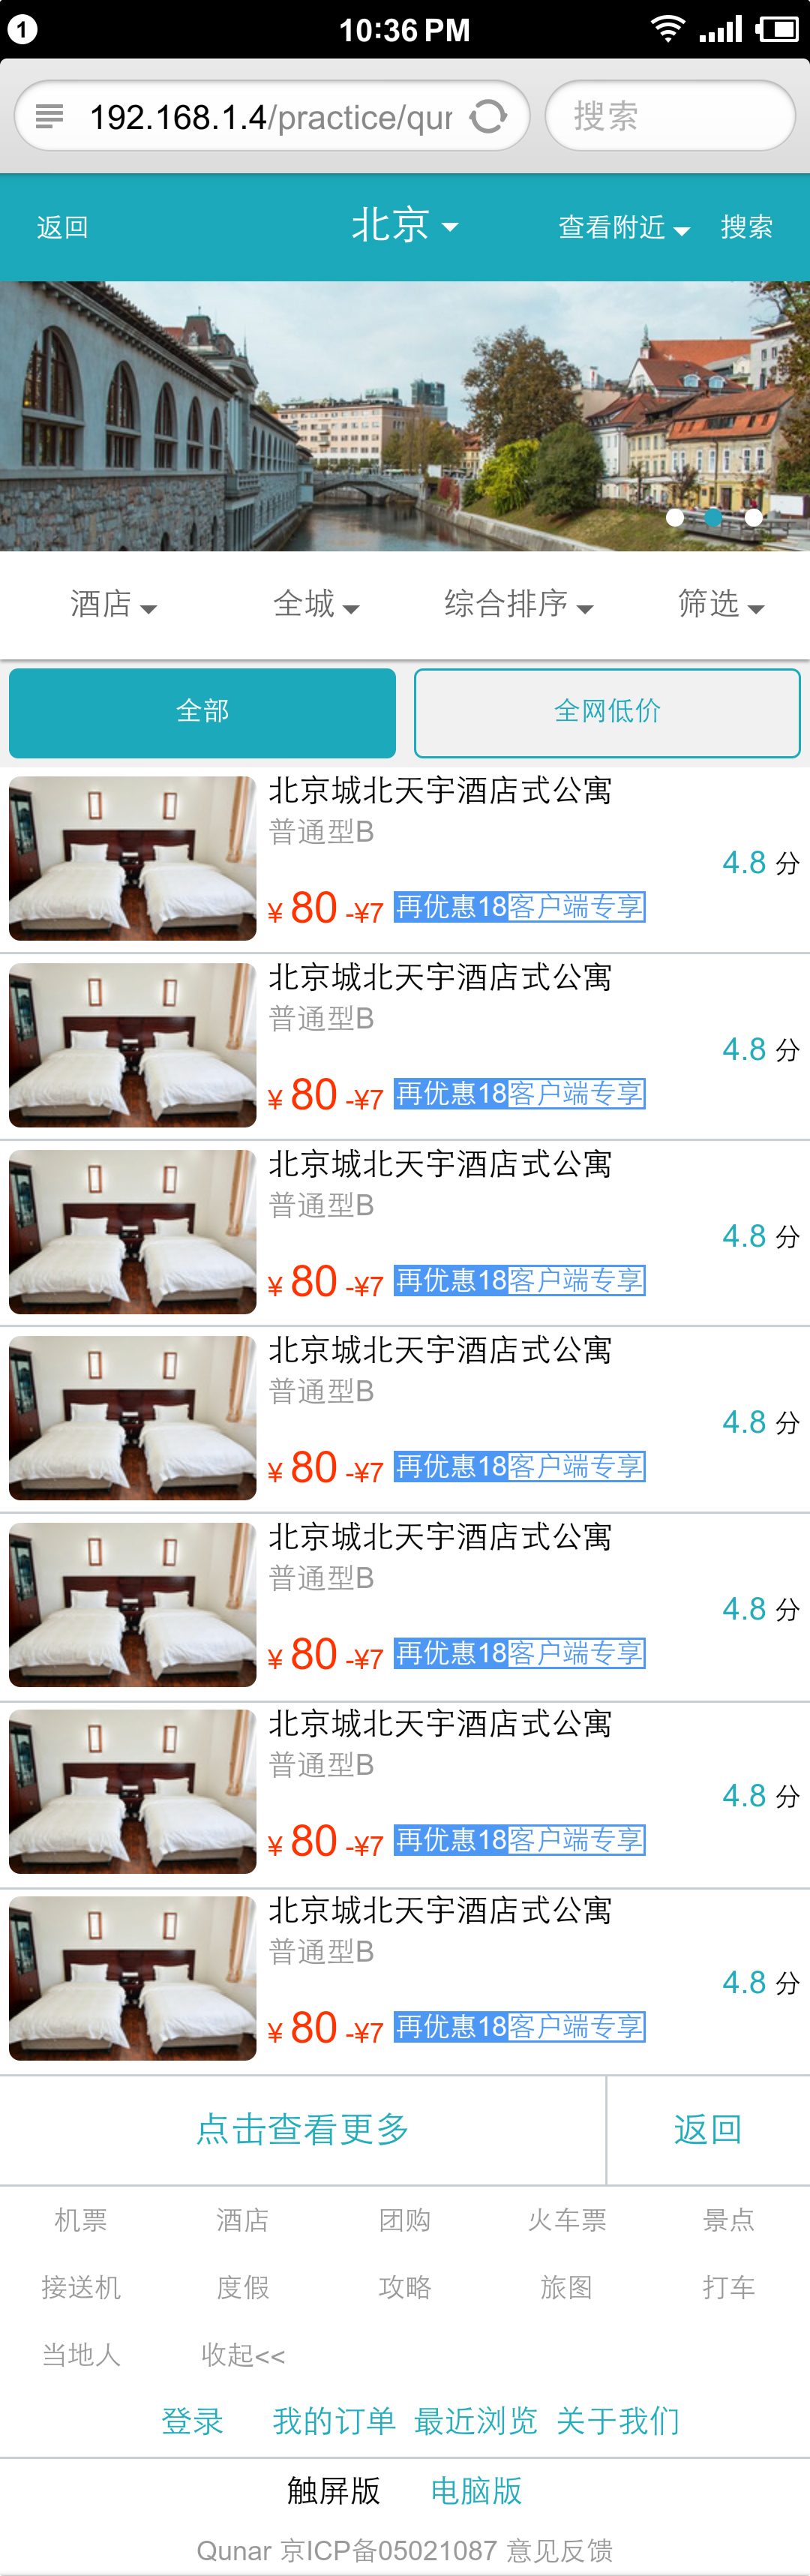 1 10:36 PM
192.168.1.4/practice/qur 搜索
返回 北京 查看附近 搜索
酒店 全城 综合排序 筛选
全部 全网低价
北京城北天宇酒店式公寓
普通型B
4.8 分
¥ 80 -¥7 再优惠18客户端专享
北京城北天宇酒店式公寓
普通型B
4.8 分
¥ 80 -¥7 再优惠18客户端专享
北京城北天宇酒店式公寓
普通型B
4.8 分
¥ 80 -¥7 再优惠18客户端专享
北京城北天宇酒店式公寓
普通型B
4.8 分
¥ 80 -¥7 再优惠18客户端专享
北京城北天宇酒店式公寓
普通型B
4.8 分
¥ 80 -¥7 再优惠18客户端专享
北京城北天宇酒店式公寓
普通型B
4.8 分
¥ 80 -¥7 再优惠18客户端专享
北京城北天宇酒店式公寓
普通型B
4.8 分
¥ 80 -¥7 再优惠18客户端专享
点击查看更多 返回
机票 酒店 团购 火车票 景点
接送机 度假 攻略 旅图 打车
当地人 收起<<
登录 我的订单 最近浏览 关于我们
触屏版 电脑版
Qunar 京ICP备05021087 意见反馈